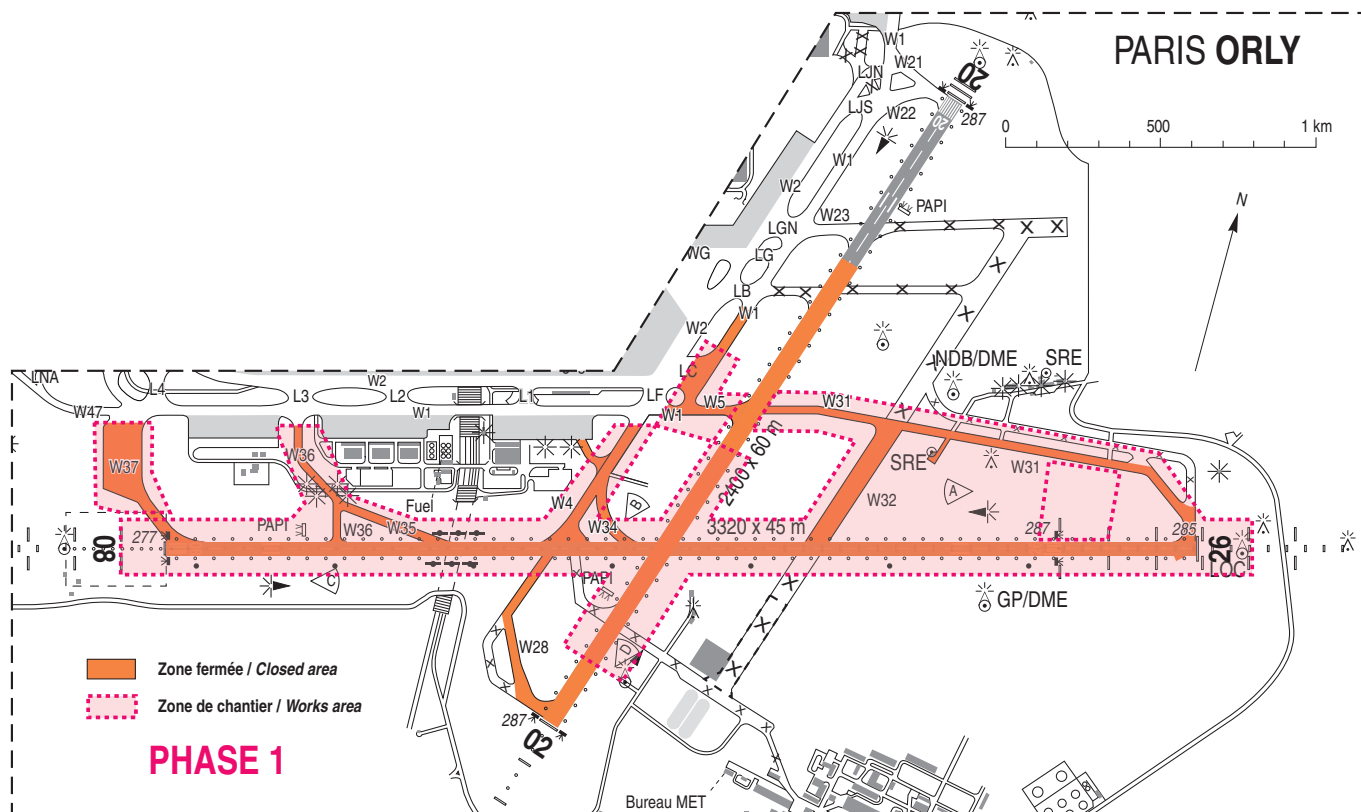 PARIS ORLY
0 500 1 km
N
W1
W21
20
LJN
LJS
287
W22
20
W1
W2
PAPI
W23
LGN
WG
LG
LB
W1
W2
NDB/DME
SRE
LNA
L4
W2
L3
L2
L1
LF
LC
W47
W1
W1
W5
W31
2400 x 60 m
W36
W37
SRE
W31
A
W4
B
W32
Fuel
PAPI
W36
W35
W34
3320 x 45 m
287
285
277
08
26
LOC
C
PAPI
GP/DME
W28
D
Zone fermée / Closed area
Zone de chantier / Works area
287
02
PHASE 1
Bureau MET